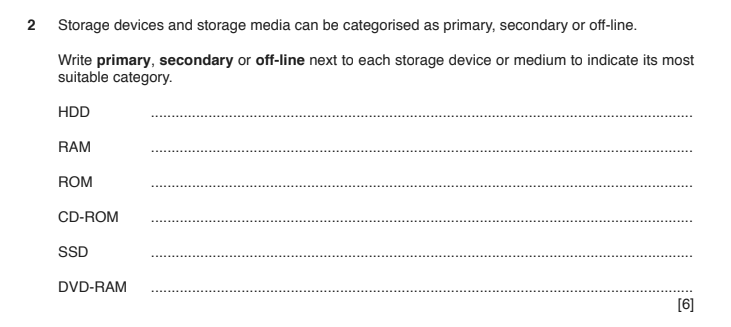 2 Storage devices and storage media can be categorised as primary, secondary or off-line.
Write primary, secondary or off-line next to each storage device or medium to indicate its most
suitable category.
HDD ....................................................................................................................................
RAM ....................................................................................................................................
ROM ....................................................................................................................................
CD-ROM ....................................................................................................................................
SSD ....................................................................................................................................
DVD-RAM ....................................................................................................................................
[6]